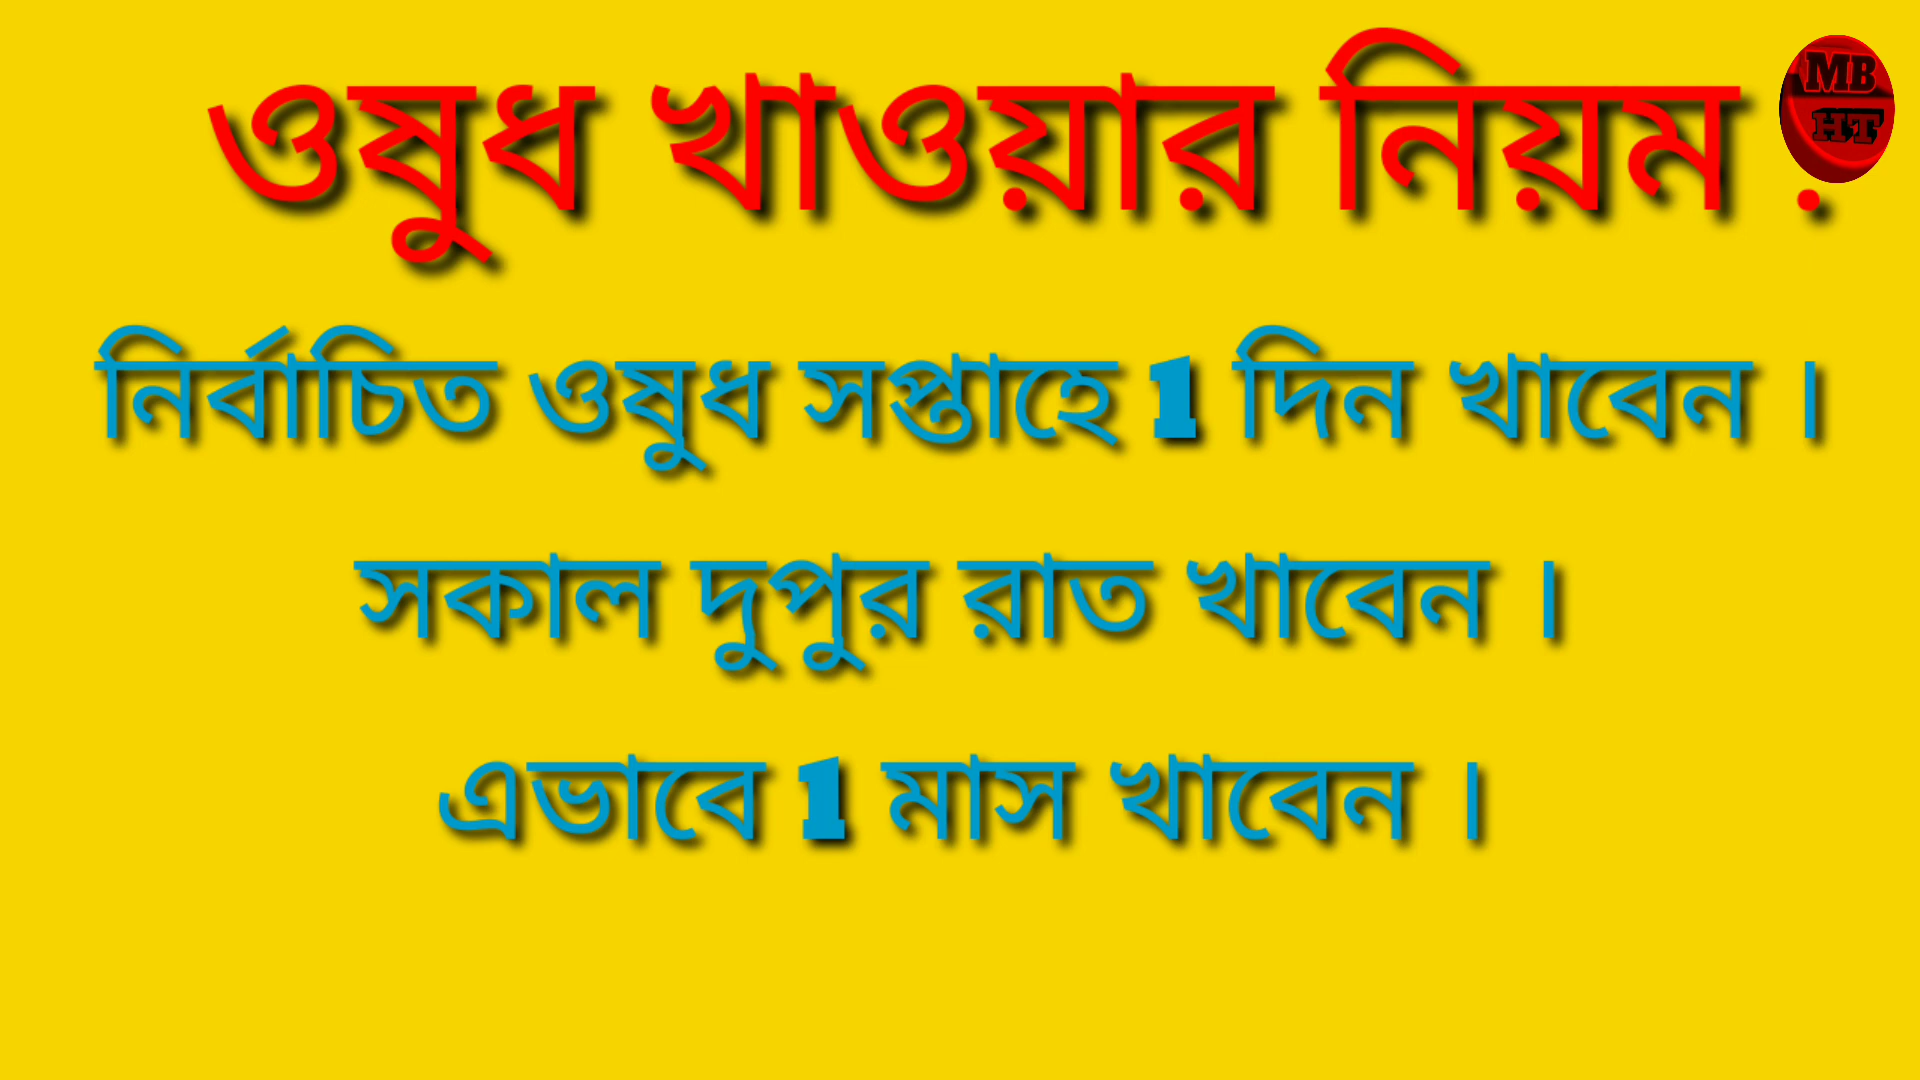 ওষুধ খাওয়ার নিয়ম :
MB
HT
নির্বাচিত ওষুধ সপ্তাহে 1 দিন খাবেন ।
সকাল দুপুর রাত খাবেন ।
এভাবে 1 মাস খাবেন ।